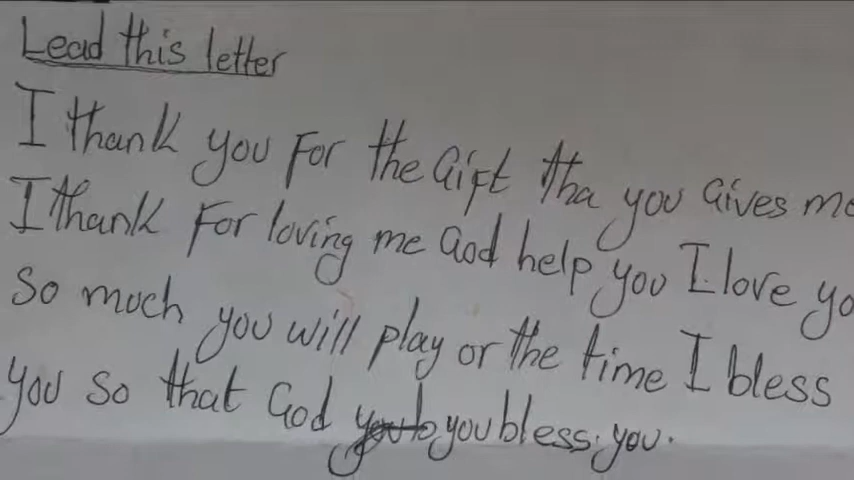 Lead this letter
I thank you For the Gift tha you Gives me
I thank For loving me God help you I love yo
So much you will play or the time I bless
you so that God you bless you.